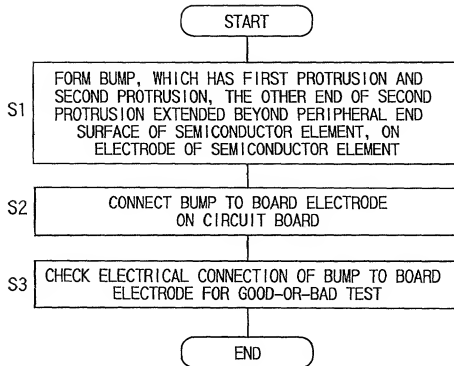 START
S1
FORM BUMP, WHICH HAS FIRST PROTRUSION AND
SECOND PROTRUSION, THE OTHER END OF SECOND
PROTRUSION EXTENDED BEYOND PERIPHERAL END
SURFACE OF SEMICONDUCTOR ELEMENT, ON
ELECTRODE OF SEMICONDUCTOR ELEMENT
S2
CONNECT BUMP TO BOARD ELECTRODE
ON CIRCUIT BOARD
S3
CHECK ELECTRICAL CONNECTION OF BUMP TO BOARD
ELECTRODE FOR GOOD-OR-BAD TEST
END